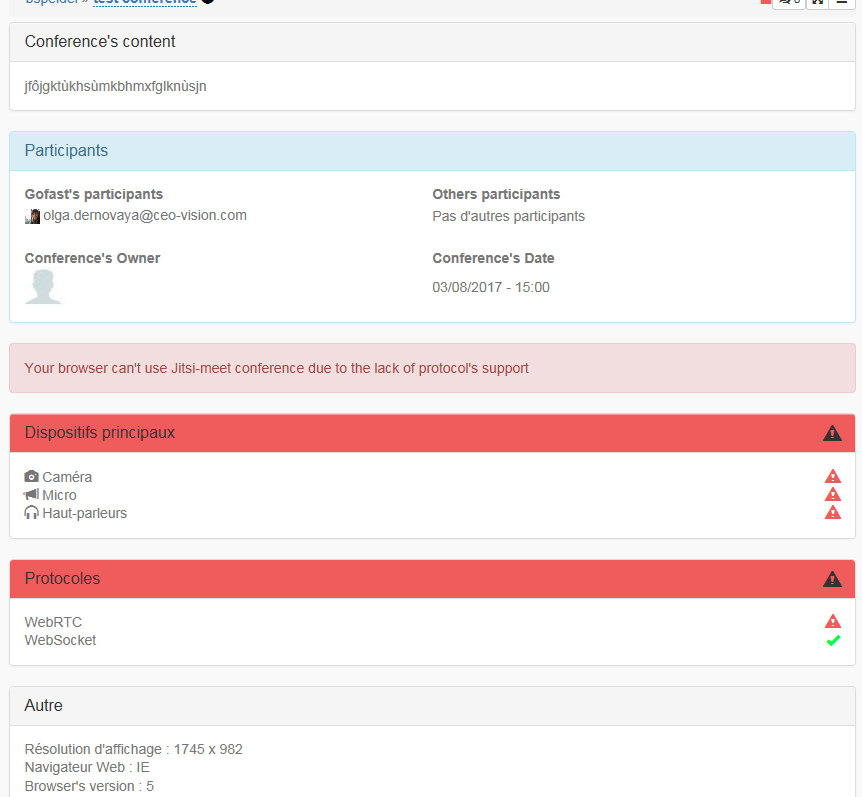 bspeider » test conference
Conference's content
jfôjgktùkhsùmkbhmxfglknùsjn
Participants
Gofast's participants
olga.dernovaya@ceo-vision.com
Others participants
Pas d'autres participants
Conference's Owner
Conference's Date
03/08/2017 - 15:00
Your browser can't use Jitsi-meet conference due to the lack of protocol's support
Dispositifs principaux
Caméra
Micro
Haut-parleurs
Protocoles
WebRTC
WebSocket
Autre
Résolution d'affichage : 1745 x 982
Navigateur Web : IE
Browser's version : 5